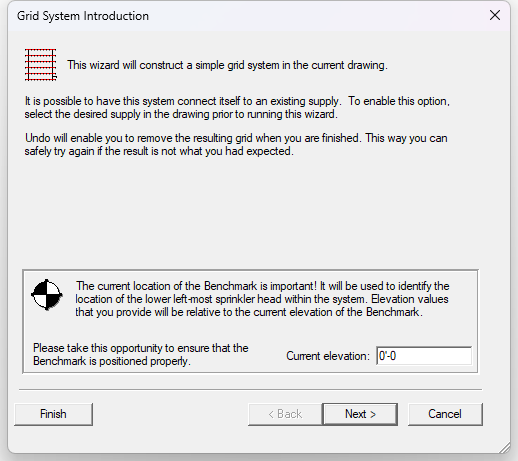 Grid System Introduction
This wizard will construct a simple grid system in the current drawing.
It is possible to have this system connect itself to an existing supply.  To enable this option,
select the desired supply in the drawing prior to running this wizard.
Undo will enable you to remove the resulting grid when you are finished. This way you can
safely try again if the result is not what you had expected.
The current location of the Benchmark is important! It will be used to identify the
location of the lower left-most sprinkler head within the system. Elevation values
that you provide will be relative to the current elevation of the Benchmark.
Please take this opportunity to ensure that the
Benchmark is positioned properly.
Current elevation: 0'-0
Finish < Back Next > Cancel